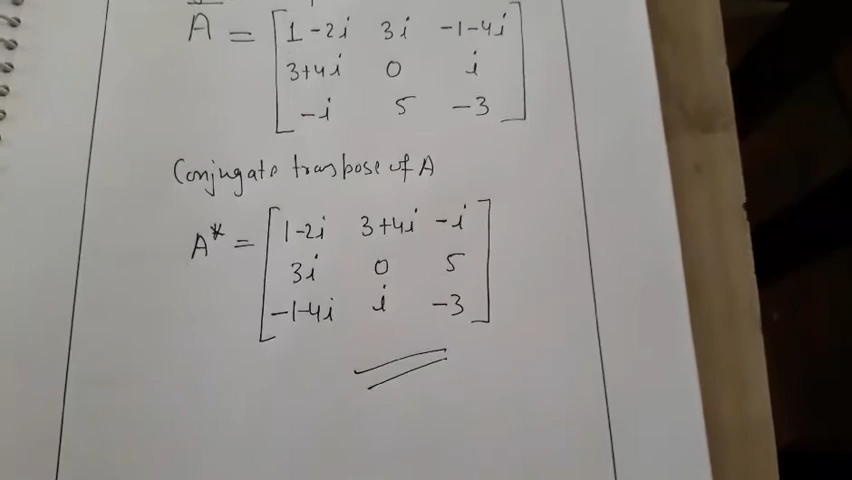 A = [1-2i 3i -1-4i
3+4i 0 i
-i 5 -3]
Conjugate transpose of A
A* = [1-2i 3+4i -i
3i 0 5
-1-4i i -3]